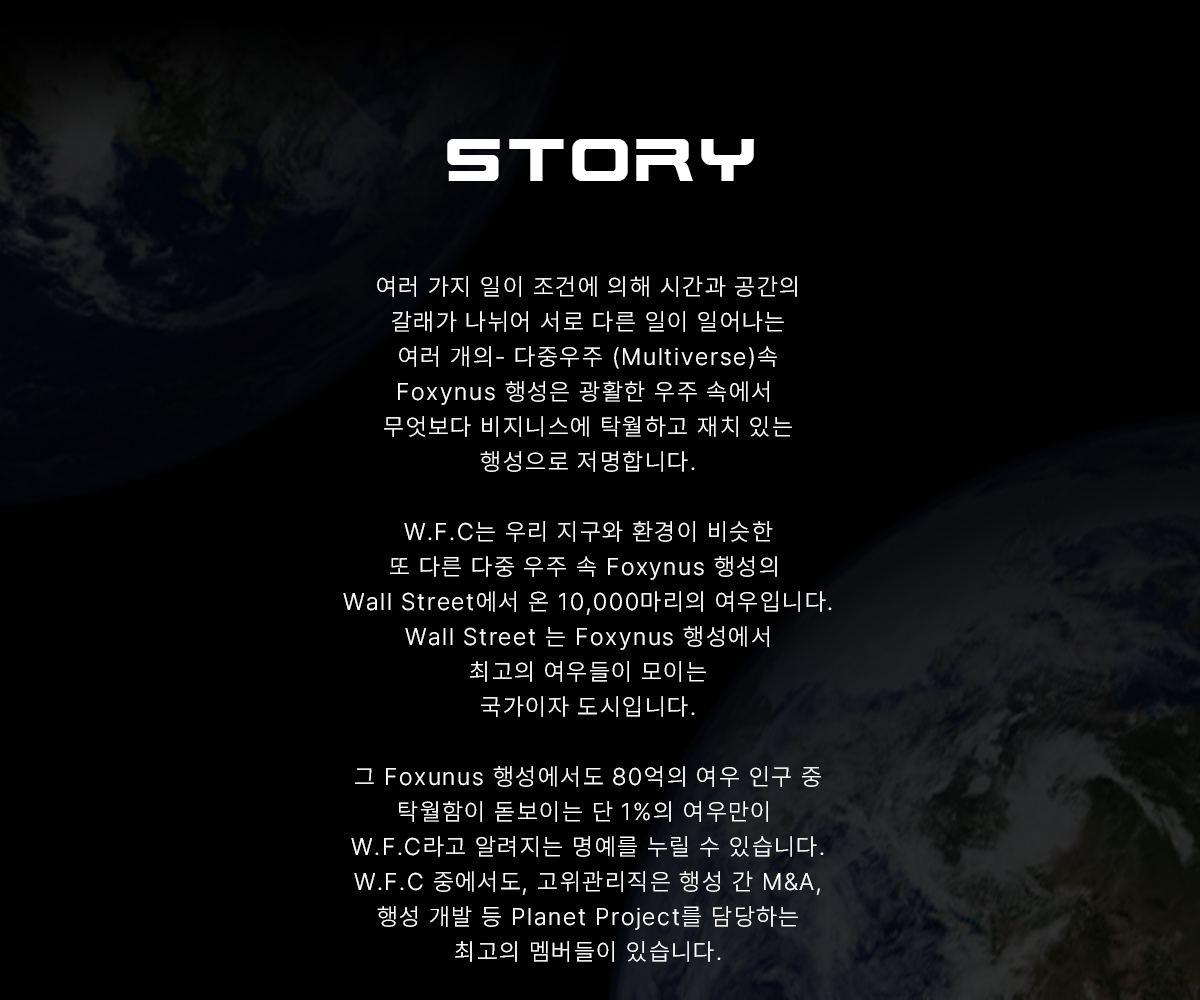 STORY
여러 가지 일이 조건에 의해 시간과 공간의
갈래가 나뉘어 서로 다른 일이 일어나는
여러 개의- 다중우주 (Multiverse)속
Foxynus 행성은 광활한 우주 속에서
무엇보다 비지니스에 탁월하고 재치 있는
행성으로 저명합니다.
W.F.C는 우리 지구와 환경이 비슷한
또 다른 다중 우주 속 Foxynus 행성의
Wall Street에서 온 10,000마리의 여우입니다.
Wall Street 는 Foxynus 행성에서
최고의 여우들이 모이는
국가이자 도시입니다.
그 Foxunus 행성에서도 80억의 여우 인구 중
탁월함이 돋보이는 단 1%의 여우만이
W.F.C라고 알려지는 명예를 누릴 수 있습니다.
W.F.C 중에서도, 고위관리직은 행성 간 M&A,
행성 개발 등 Planet Project를 담당하는
최고의 멤버들이 있습니다.